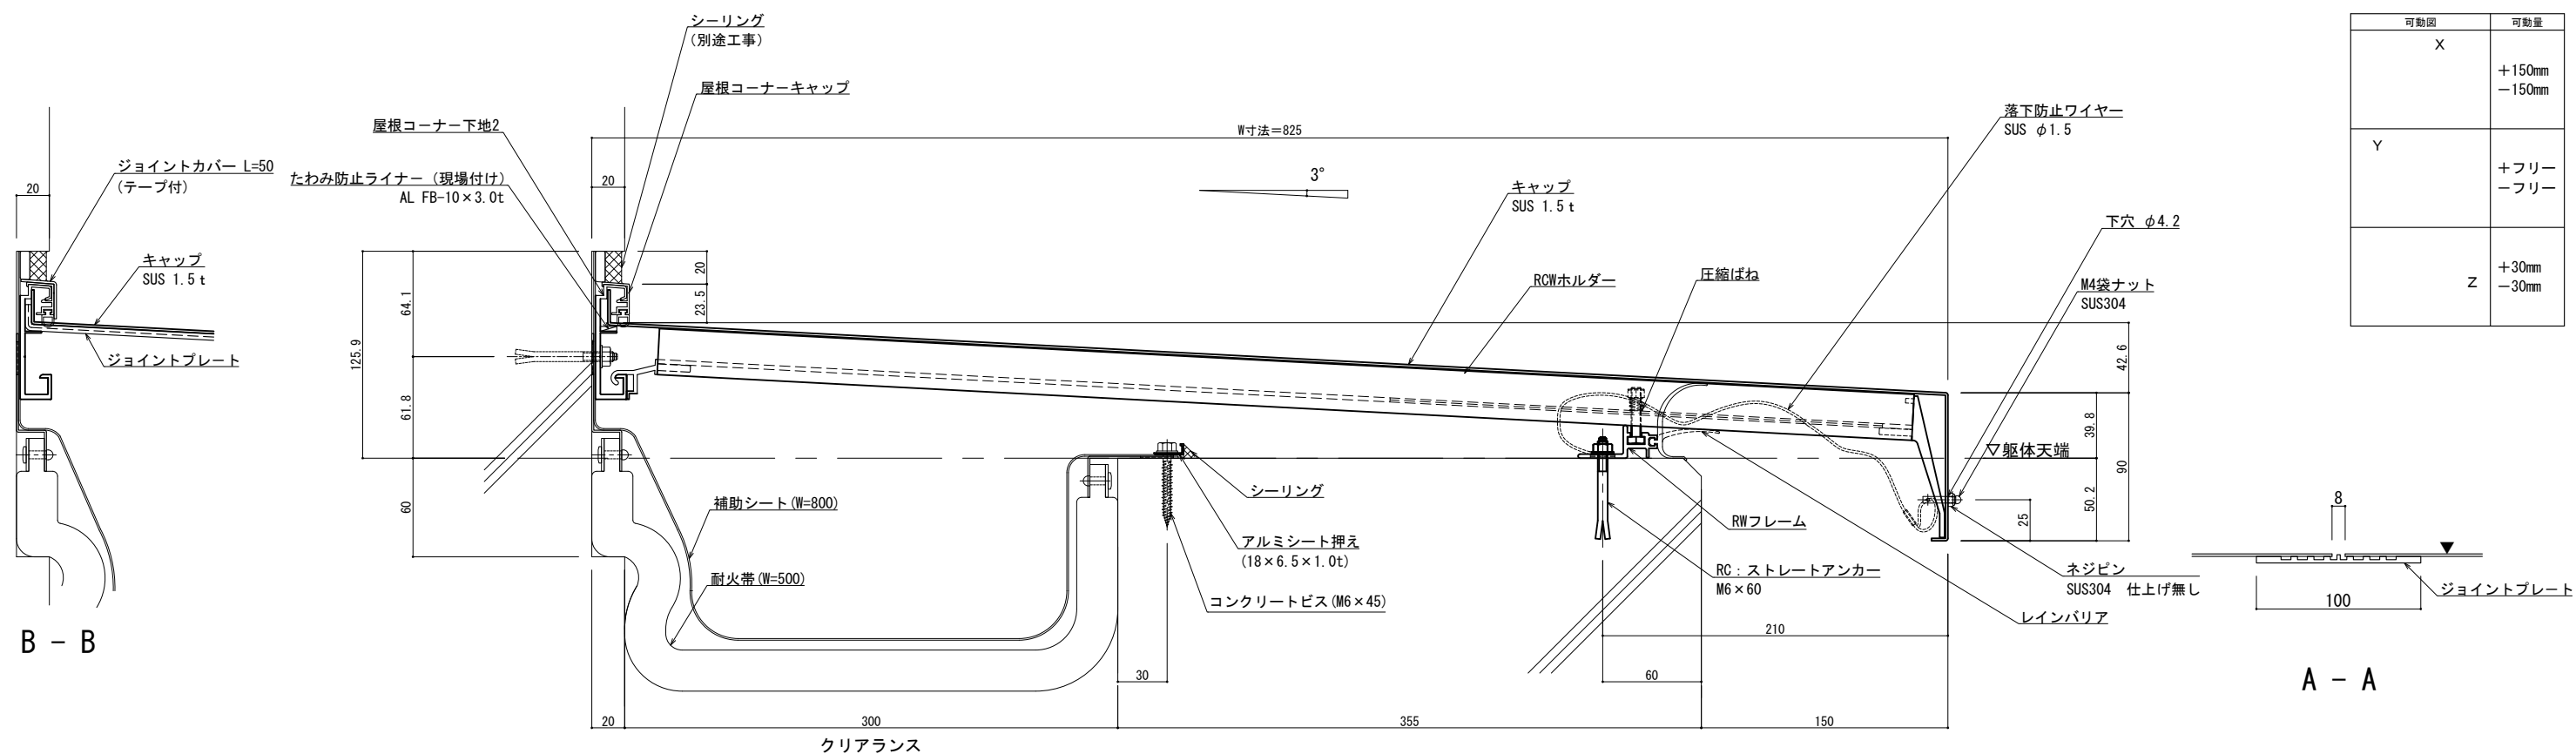 シーリング
(別途工事)
屋根コーナーキャップ
屋根コーナー下地2
ジョイントカバー L=50
(テープ付)
たわみ防止ライナー (現場付け)
AL FB-10×3.0t
20
キャップ
SUS 1.5ｔ
ジョイントプレート
B － B
W寸法＝825
20
3°
キャップ
SUS 1.5ｔ
落下防止ワイヤー
SUS φ1.5
下穴 φ4.2
M4袋ナット
SUS304
圧縮ばね
RCWホルダー
20
23.5
64.1
125.9
61.8
60
42.6
39.8
90
50.2
25
▽躯体天端
シーリング
補助シート(W=800)
耐火帯(W=500)
アルミシート押え
(18×6.5×1.0t)
コンクリートビス(M6×45)
RWフレーム
RC：ストレートアンカー
M6×60
ネジピン
SUS304　仕上げ無し
レインバリア
210
30
60
20
300
355
150
クリアランス
可動図
可動量
X
＋150mm
－150mm
Y
＋フリー
－フリー
Z
＋30mm
－30mm
8
ジョイントプレート
100
A － A